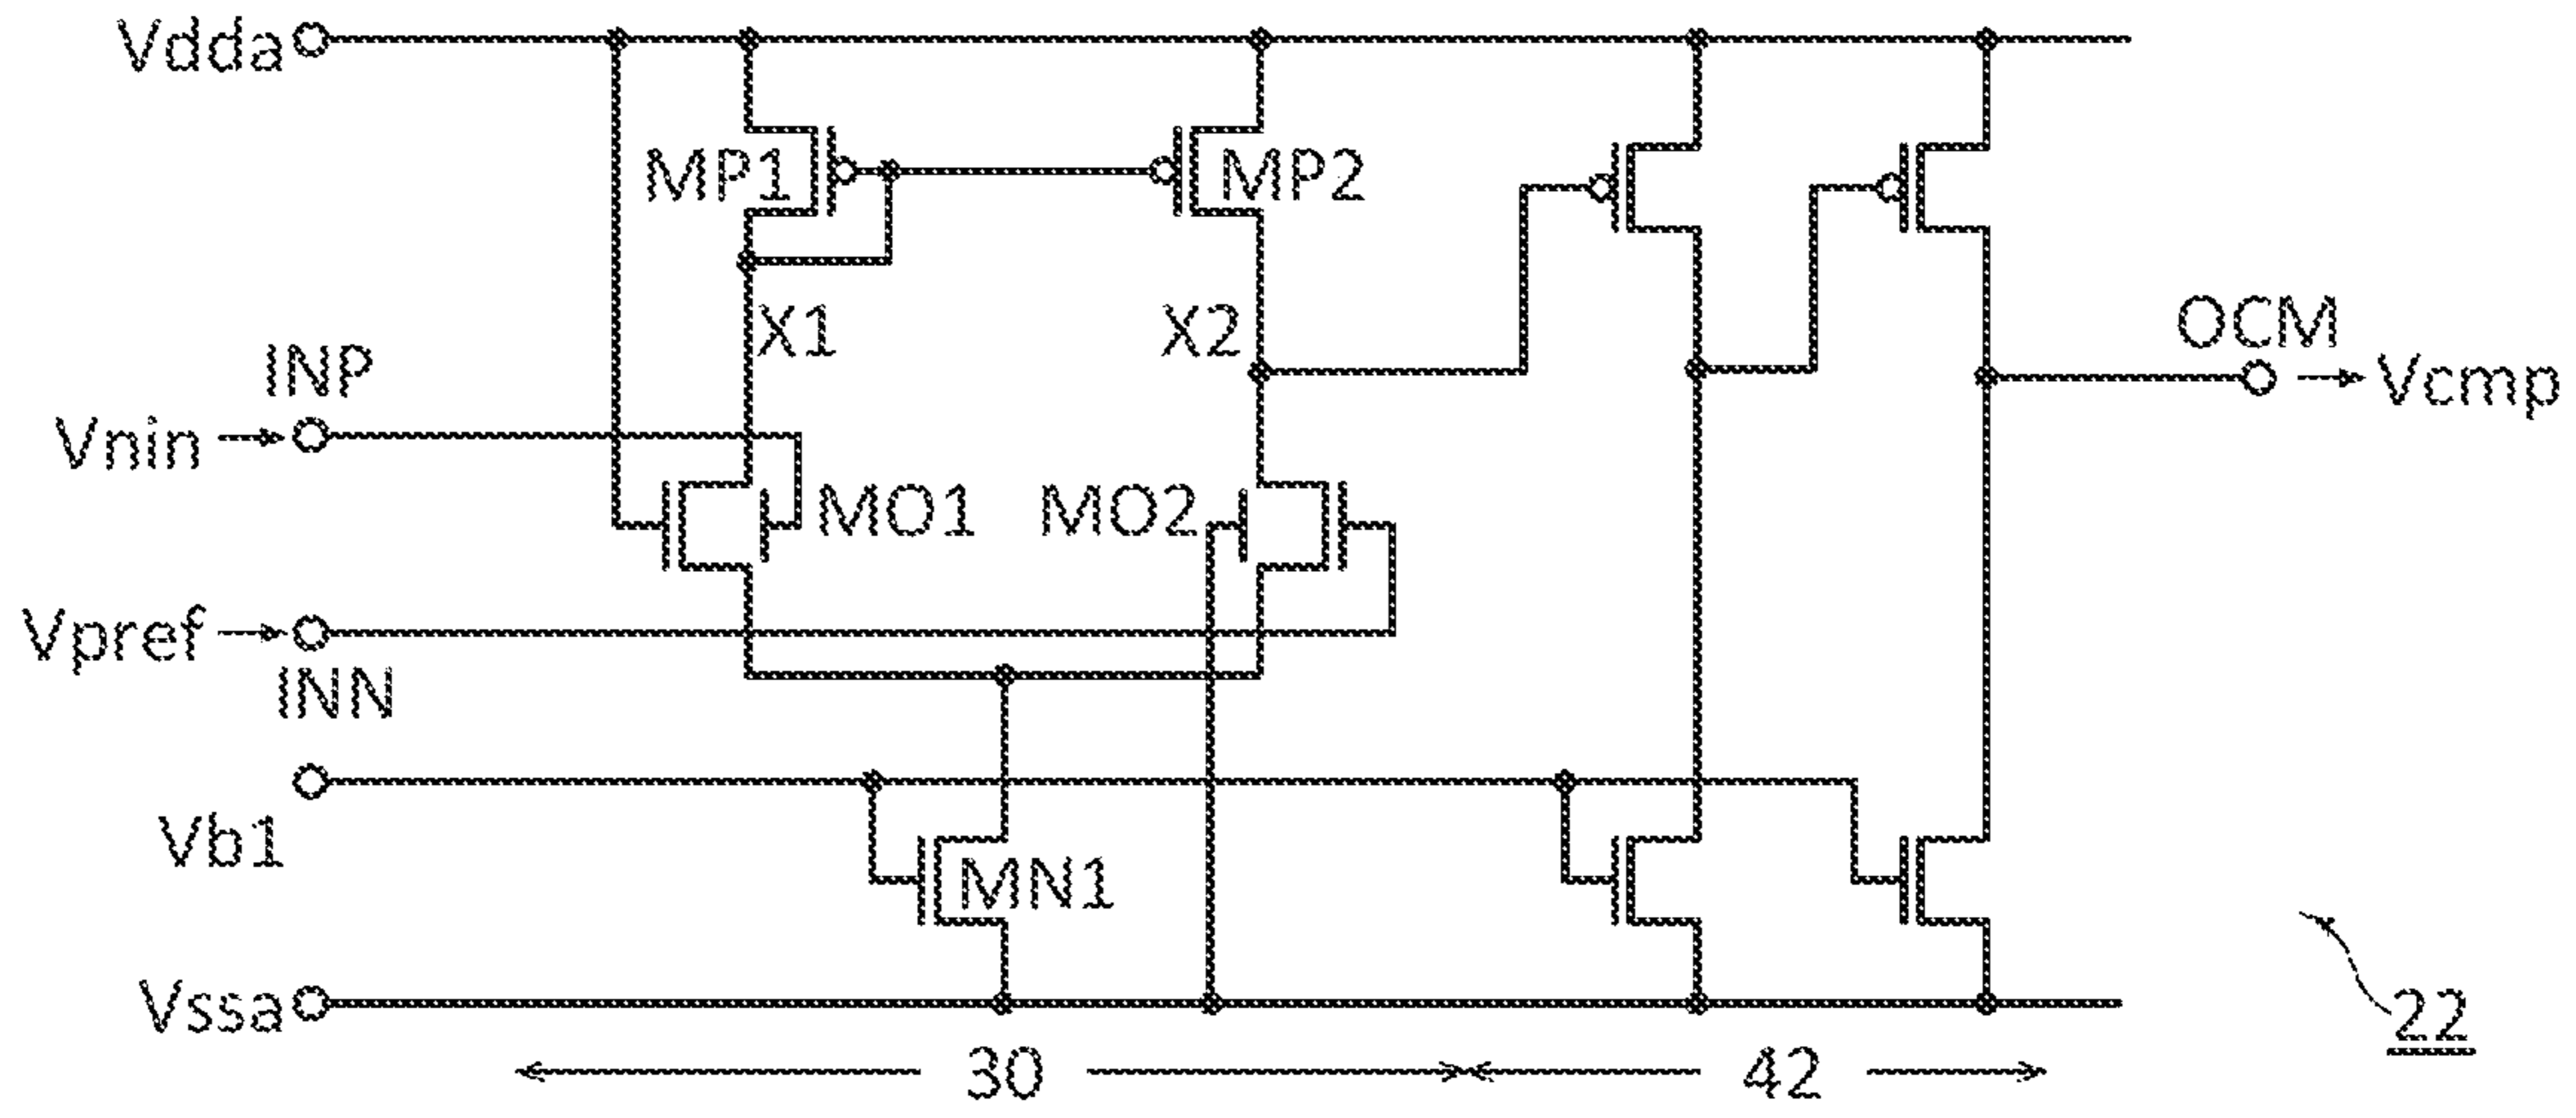 Vdda
MP1
MP2
X1
X2
OCM
Vcmp
INP
Vnin
MO1
MO2
Vpref
INN
Vb1
MN1
Vssa
22
30
42